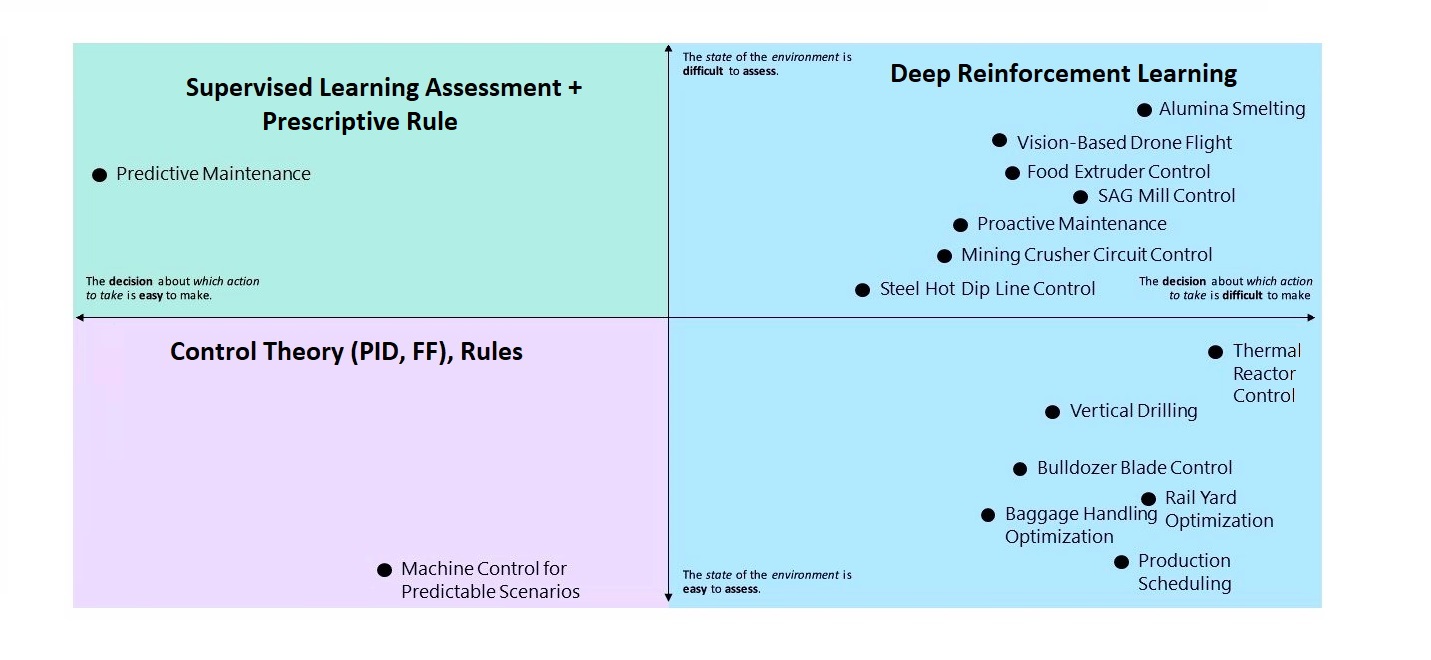 Supervised Learning Assessment +
Prescriptive Rule
Predictive Maintenance
The decision about which action
to take is easy to make.
The state of the environment is
difficult to assess.
Deep Reinforcement Learning
Alumina Smelting
Vision-Based Drone Flight
Food Extruder Control
SAG Mill Control
Proactive Maintenance
Mining Crusher Circuit Control
Steel Hot Dip Line Control
The decision about which action
to take is difficult to make
Control Theory (PID, FF), Rules
Machine Control for
Predictable Scenarios
Thermal
Reactor
Control
Vertical Drilling
Bulldozer Blade Control
Rail Yard
Optimization
Baggage Handling
Optimization
Production
Scheduling
The state of the environment is
easy to assess.